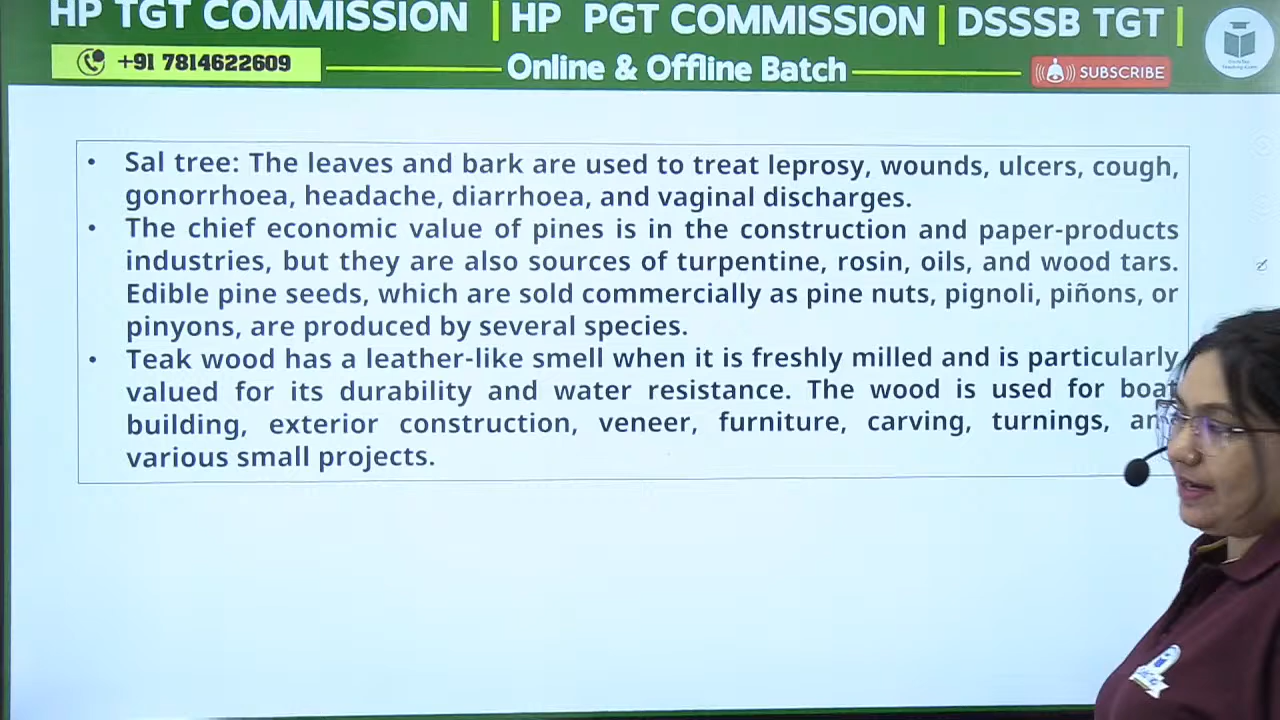 HP TGT COMMISSION | HP PGT COMMISSION | DSSSB TGT |
+91 7814622609
Online & Offline Batch
SUBSCRIBE
• Sal tree: The leaves and bark are used to treat leprosy, wounds, ulcers, cough,
gonorrhoea, headache, diarrhoea, and vaginal discharges.
• The chief economic value of pines is in the construction and paper-products
industries, but they are also sources of turpentine, rosin, oils, and wood tars.
Edible pine seeds, which are sold commercially as pine nuts, pignoli, piñons, or
pinyons, are produced by several species.
• Teak wood has a leather-like smell when it is freshly milled and is particularly
valued for its durability and water resistance. The wood is used for boat
building, exterior construction, veneer, furniture, carving, turnings, and
various small projects.